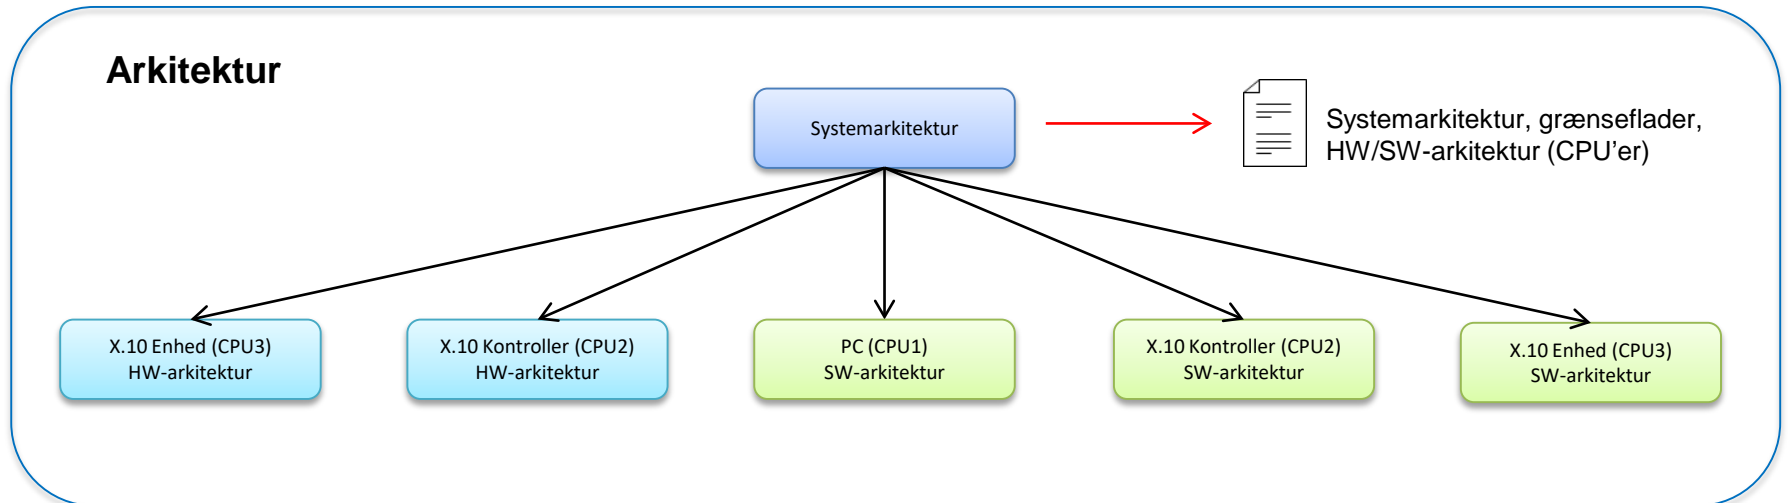 Arkitektur
Systemarkitektur
Systemarkitektur, grænseflader,
HW/SW-arkitektur (CPU’er)
X.10 Enhed (CPU3)
HW-arkitektur
X.10 Kontroller (CPU2)
HW-arkitektur
PC (CPU1)
SW-arkitektur
X.10 Kontroller (CPU2)
SW-arkitektur
X.10 Enhed (CPU3)
SW-arkitektur